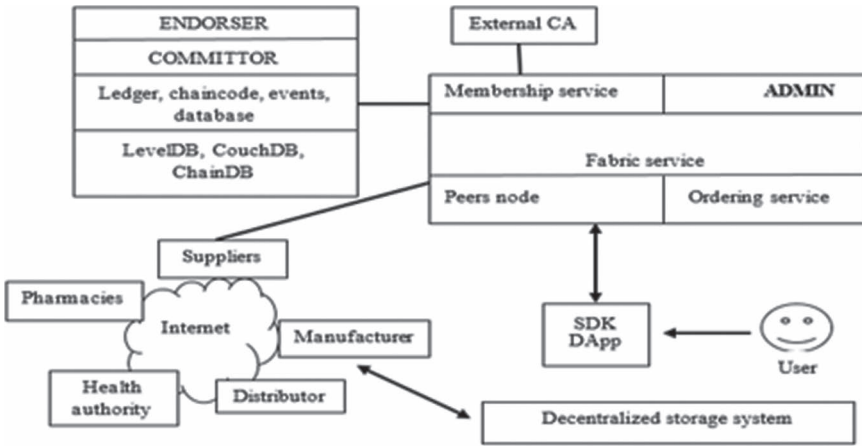 ENDORSER
COMMITTOR
Ledger, chaincode, events,
database
LevelDB, CouchDB,
ChainDB
External CA
Membership service
ADMIN
Fabric service
Peers node
Ordering service
Suppliers
Pharmacies
Internet
Manufacturer
Health
authority
Distributor
SDK
DApp
User
Decentralized storage system